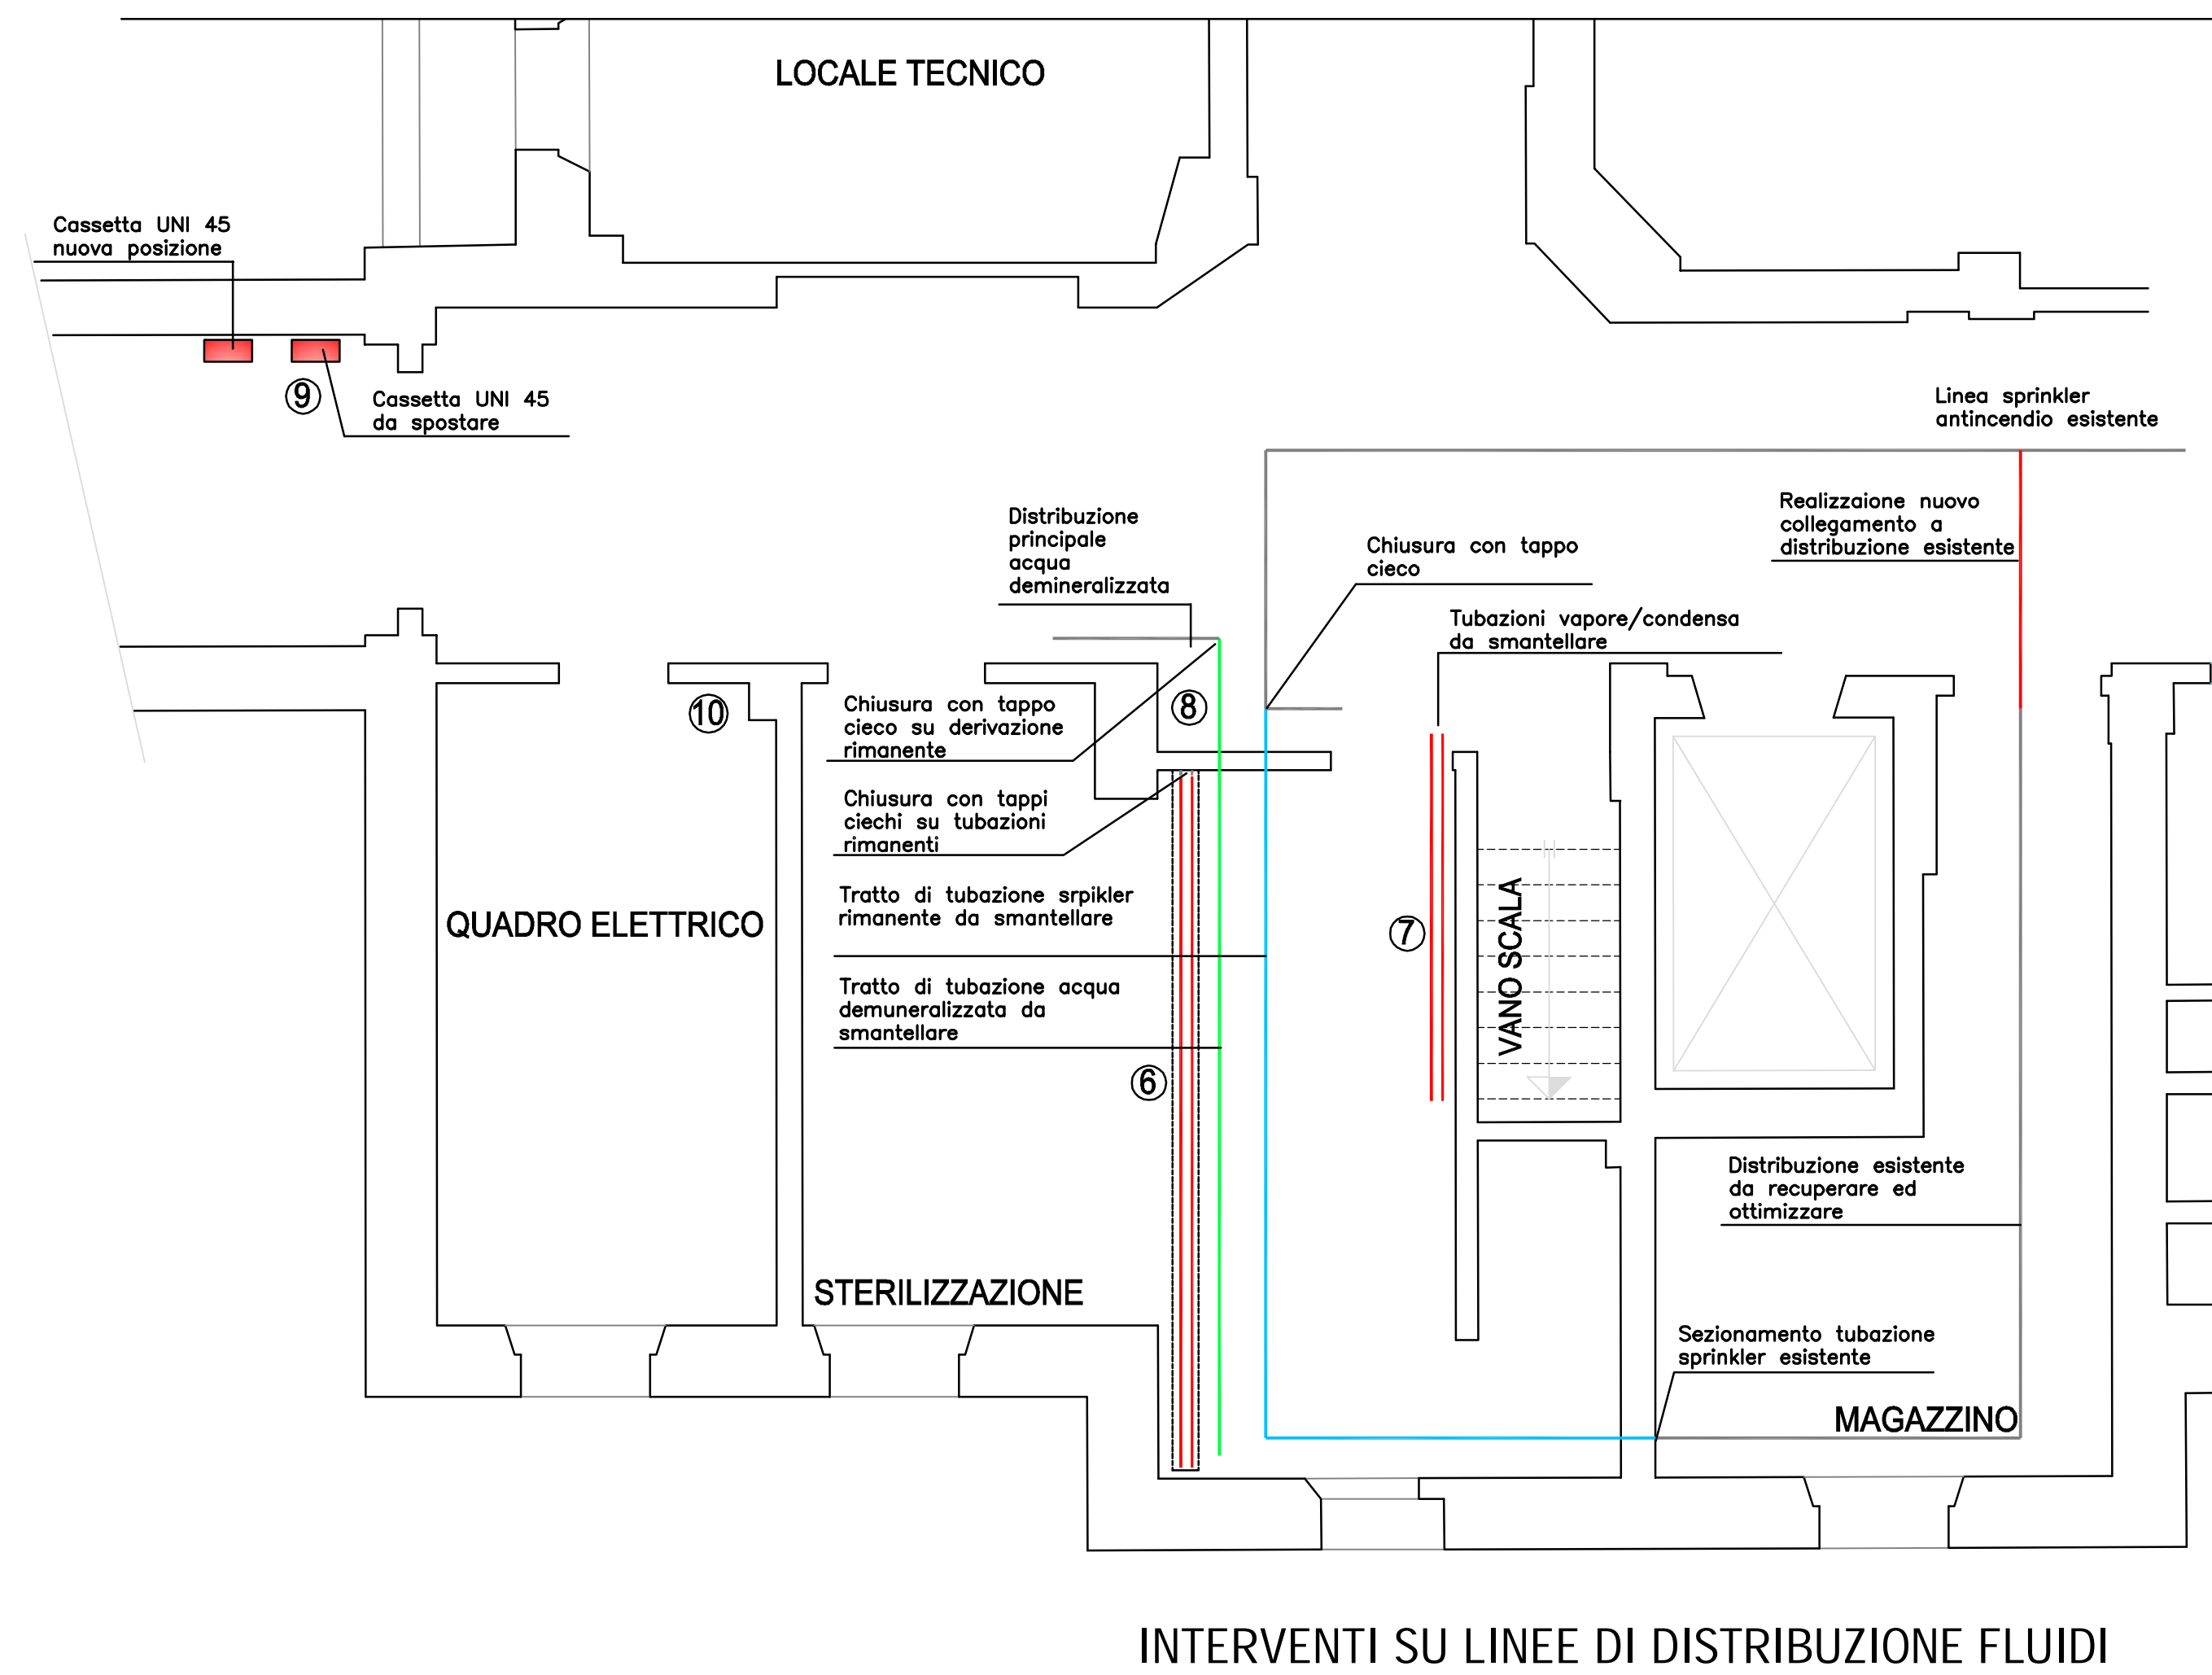 LOCALE TECNICO
Cassetta UNI 45
nuova posizione
9
Cassetta UNI 45
da spostare
Linea sprinkler
antincendio esistente
Realizzaione nuovo
collegamento a
distribuzione esistente
Distribuzione
principale
acqua
demineralizzata
Chiusura con tappo
cieco
Tubazioni vapore/condensa
da smantellare
10
8
Chiusura con tappo
cieco su derivazione
rimanente
Chiusura con tappi
ciechi su tubazioni
rimanenti
Tratto di tubazione srpikler
rimanente da smantellare
QUADRO ELETTRICO
7
VANO SCALA
Tratto di tubazione acqua
demuneralizzata da
smantellare
6
Distribuzione esistente
da recuperare ed
ottimizzare
STERILIZZAZIONE
Sezionamento tubazione
sprinkler esistente
MAGAZZINO
INTERVENTI SU LINEE DI DISTRIBUZIONE FLUIDI